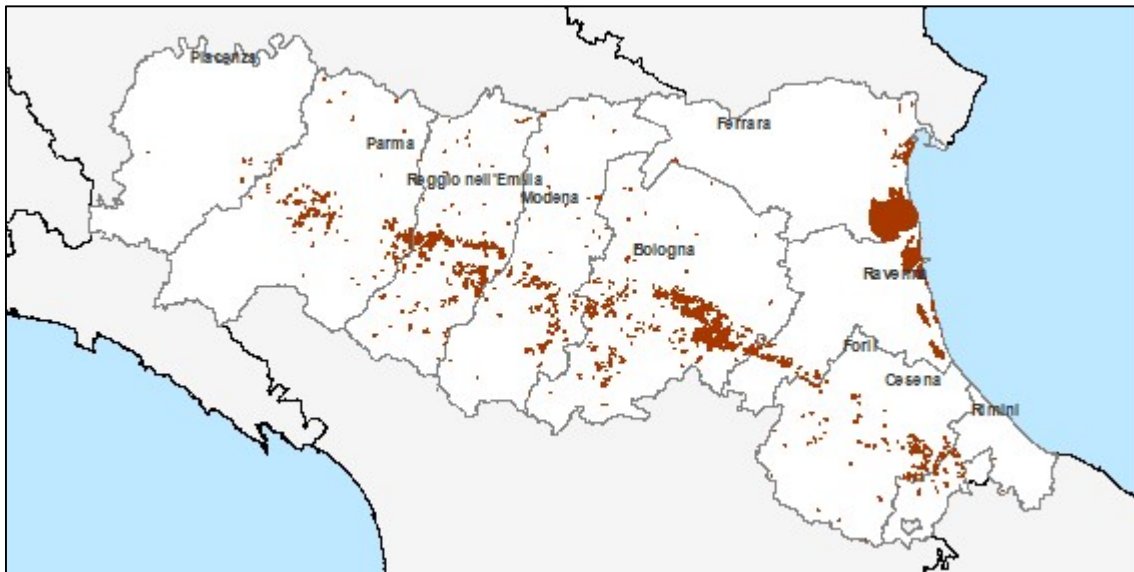 Piacenza
Ferrara
Parma
Reggio nell'Emilia
Modena
Bologna
Ravenna
Forlì
Cesena
Rimini